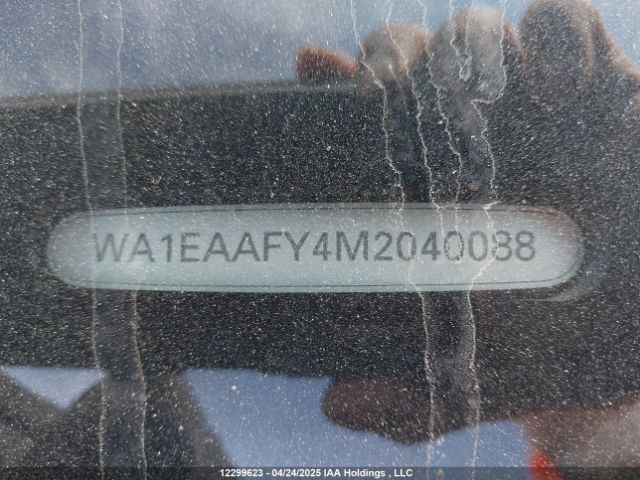 WA1EAAFY4M2040088
12299623 - 04/24/2025 IAA Holdings , LLC